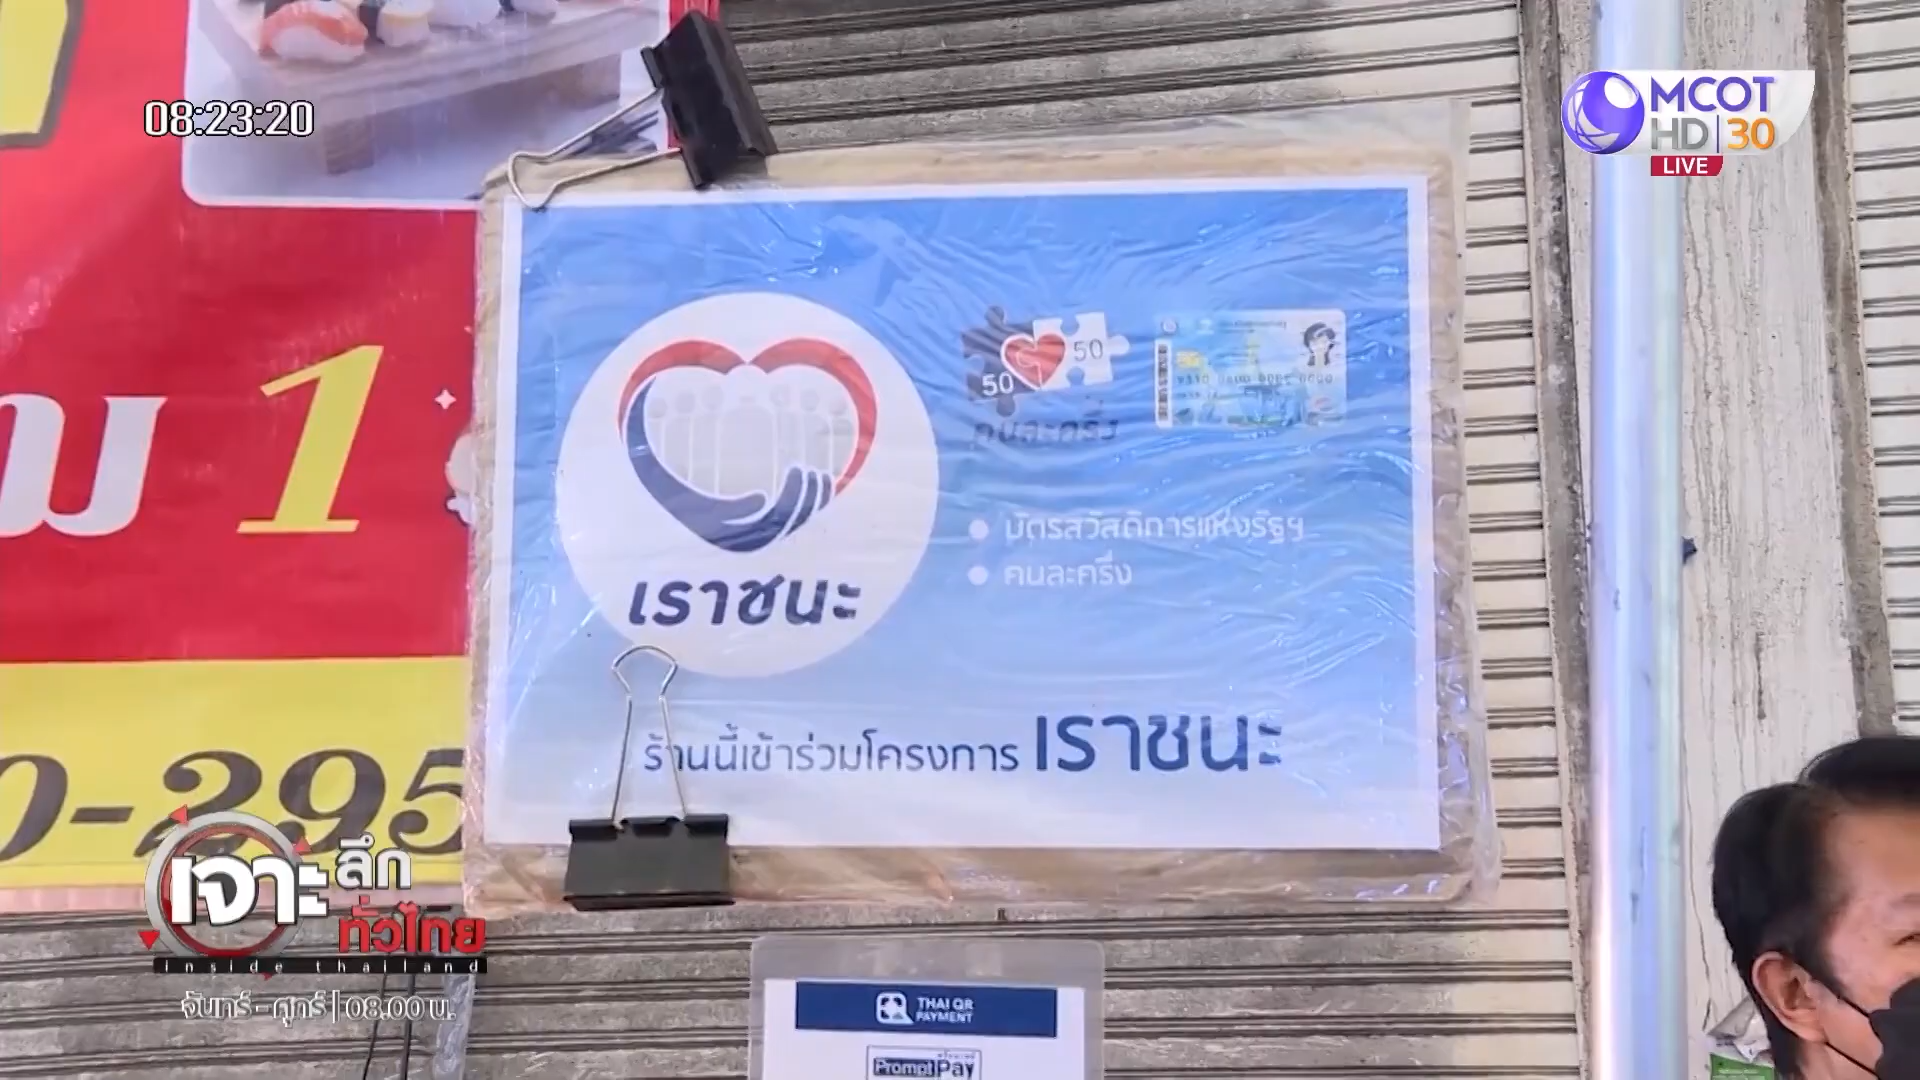 08:23:20
MCOT
HD 30
LIVE
50
50
คนละครึ่ง
ม 1
เราชนะ
บัตรสวัสดิการแห่งรัฐฯ
คนละครึ่ง
ร้านนี้เข้าร่วมโครงการ เราชนะ
0-295
เจาะลึก
ทั่วไทย
inside thailand
จันทร์ - ศุกร์ | 08.00 น.
THAI QR
PAYMENT
PromptPay